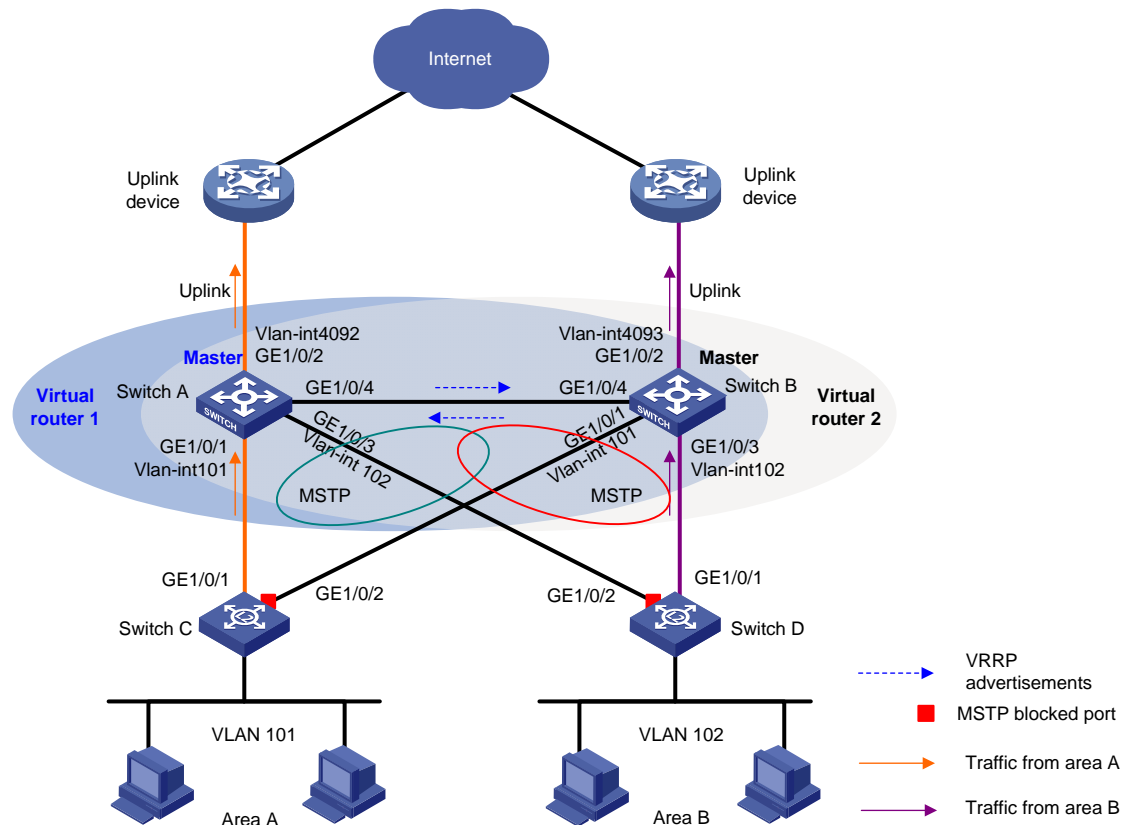 Internet
Uplink
device
Uplink
device
Uplink
Uplink
Vlan-int4092
GE1/0/2
Vlan-int4093
GE1/0/2
Master
Master
Switch A
Switch B
GE1/0/4
GE1/0/4
Virtual
router 1
Virtual
router 2
SWITCH
SWITCH
GE1/0/1
Vlan-int101
GE1/0/3
Vlan-int 102
GE1/0/1
Vlan-int 101
GE1/0/3
Vlan-int102
MSTP
MSTP
GE1/0/1
GE1/0/2
GE1/0/2
GE1/0/1
Switch C
Switch D
VRRP
advertisements
MSTP blocked port
VLAN 101
VLAN 102
Traffic from area A
Traffic from area B
Area A
Area B